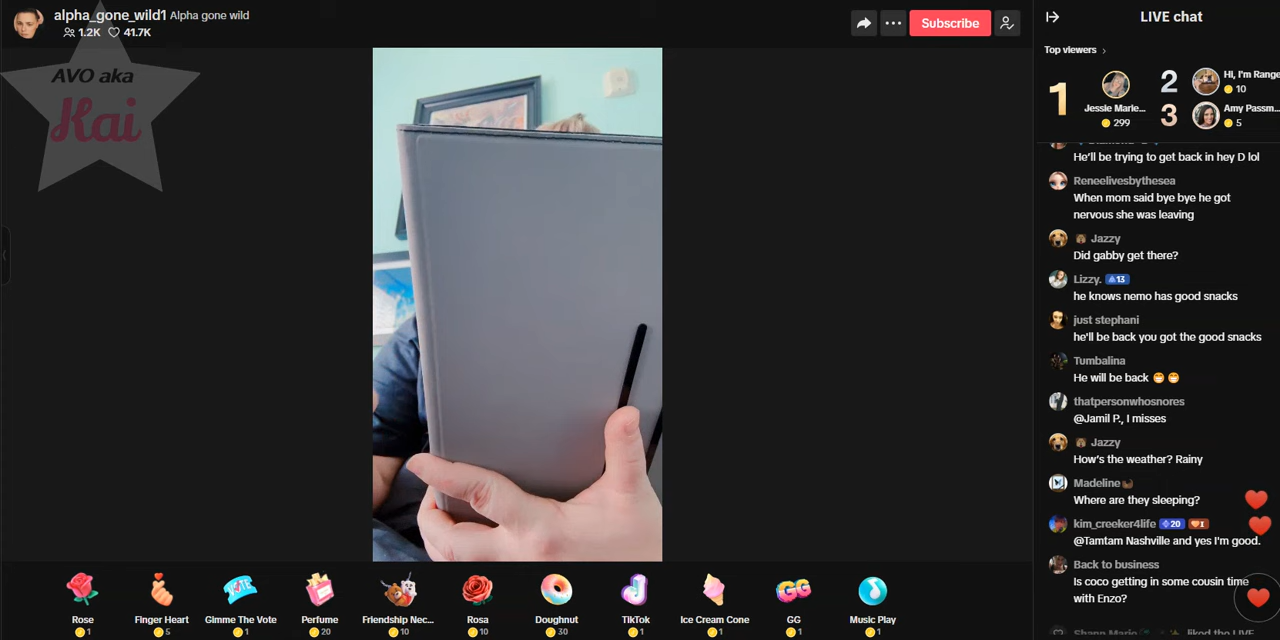 alpha_gone_wild1 Alpha gone wild
1.2K 41.7K
Subscribe
AVO aka
Kai
LIVE chat
Top viewers
1
Jessie Marie...
299
2
Hi, I'm Range
10
3
Amy Passm...
5
He'll be trying to get back in hey D lol
Reneelivesbythesea
When mom said bye bye he got
nervous she was leaving
Jazzy
Did gabby get there?
Lizzy. 13
he knows nemo has good snacks
just stephani
he'll be back you got the good snacks
Tumbalina
He will be back
thatpersonwhosnores
@Jamil P., I misses
Jazzy
How's the weather? Rainy
Madeline
Where are they sleeping?
kim_creeker4life 20 I
@Tamtam Nashville and yes I'm good.
Back to business
Is coco getting in some cousin time
with Enzo?
liked the LIVE
Rose
1
Finger Heart
5
VOTE
Gimme The Vote
1
Perfume
20
Friendship Nec...
10
Rosa
10
Doughnut
30
TikTok
1
Ice Cream Cone
1
GG
GG
1
Music Play
1